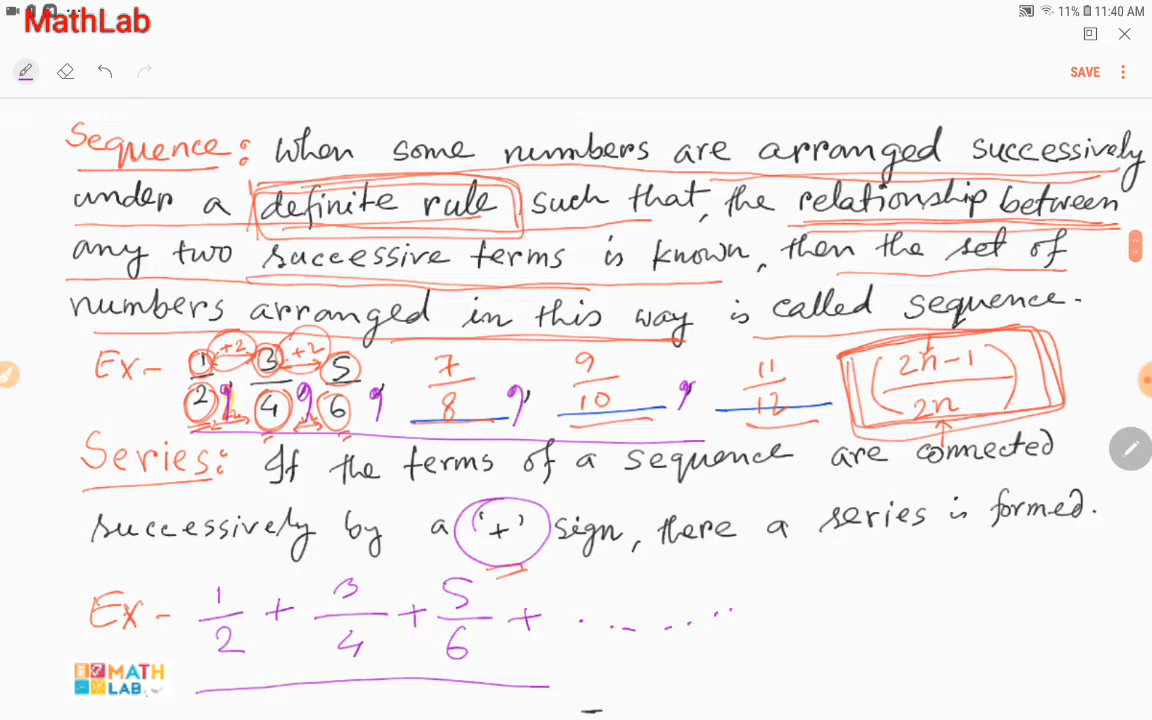 11% 11:40 AM
MathLab
SAVE
Sequence: When some numbers are arranged successively
under a definite rule such that, the relationship between
any two successive terms is known, then the set of
numbers arranged in this way is called sequence.
+2 +2
Ex- 1/2, 3/4, 5/6, 7/8, 9/10, 11/12 (2n-1/2n)
Series: If the terms of a sequence are connected
successively by a '+' sign, there a series is formed.
Ex- 1/2 + 3/4 + 5/6 + ........
MATH
LAB